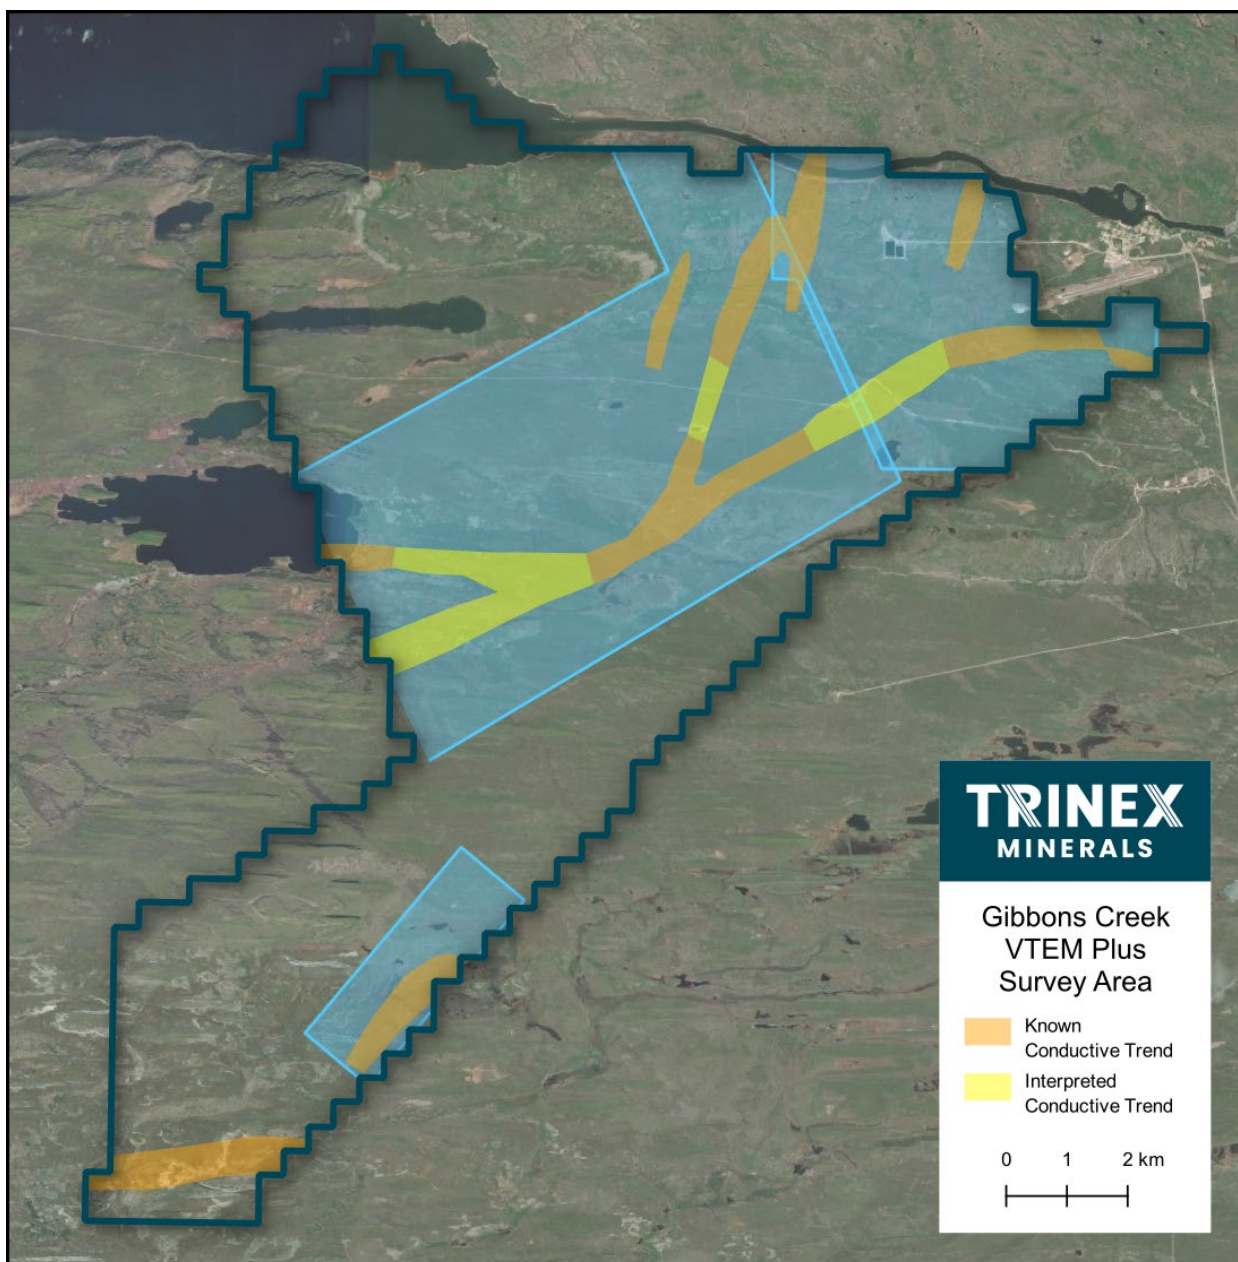 TRINEX
MINERALS
Gibbons Creek
VTEM Plus
Survey Area
Known
Conductive Trend
Interpreted
Conductive Trend
0 1 2 km